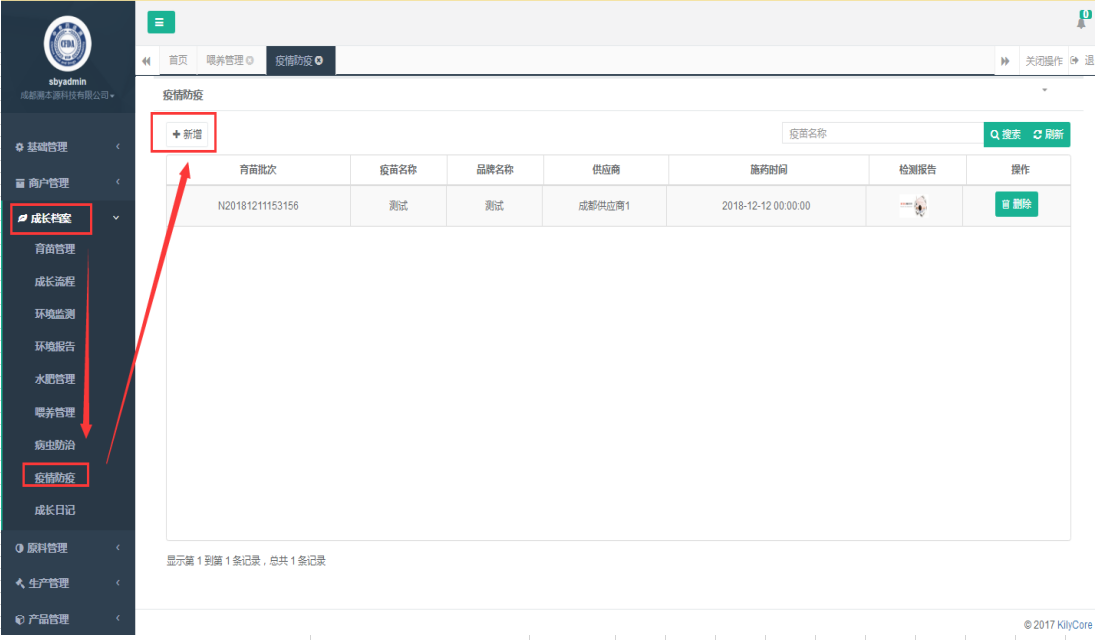 CFDA
sbyadmin
成都溯本源科技有限公司
基础管理
商户管理
成长档案
育苗管理
成长流程
环境监测
环境报告
水肥管理
喂养管理
病虫防治
疫情防疫
成长日记
原料管理
生产管理
产品管理
0
首页
喂养管理
疫情防疫
关闭操作
退
疫情防疫
新增
疫苗名称
搜索
刷新
育苗批次 疫苗名称 品牌名称 供应商 施药时间 检测报告 操作
N20181211153156 测试 测试 成都供应商1 2018-12-12 00:00:00 删除
显示第 1 到第 1 条记录，总共 1 条记录
© 2017 KilyCore